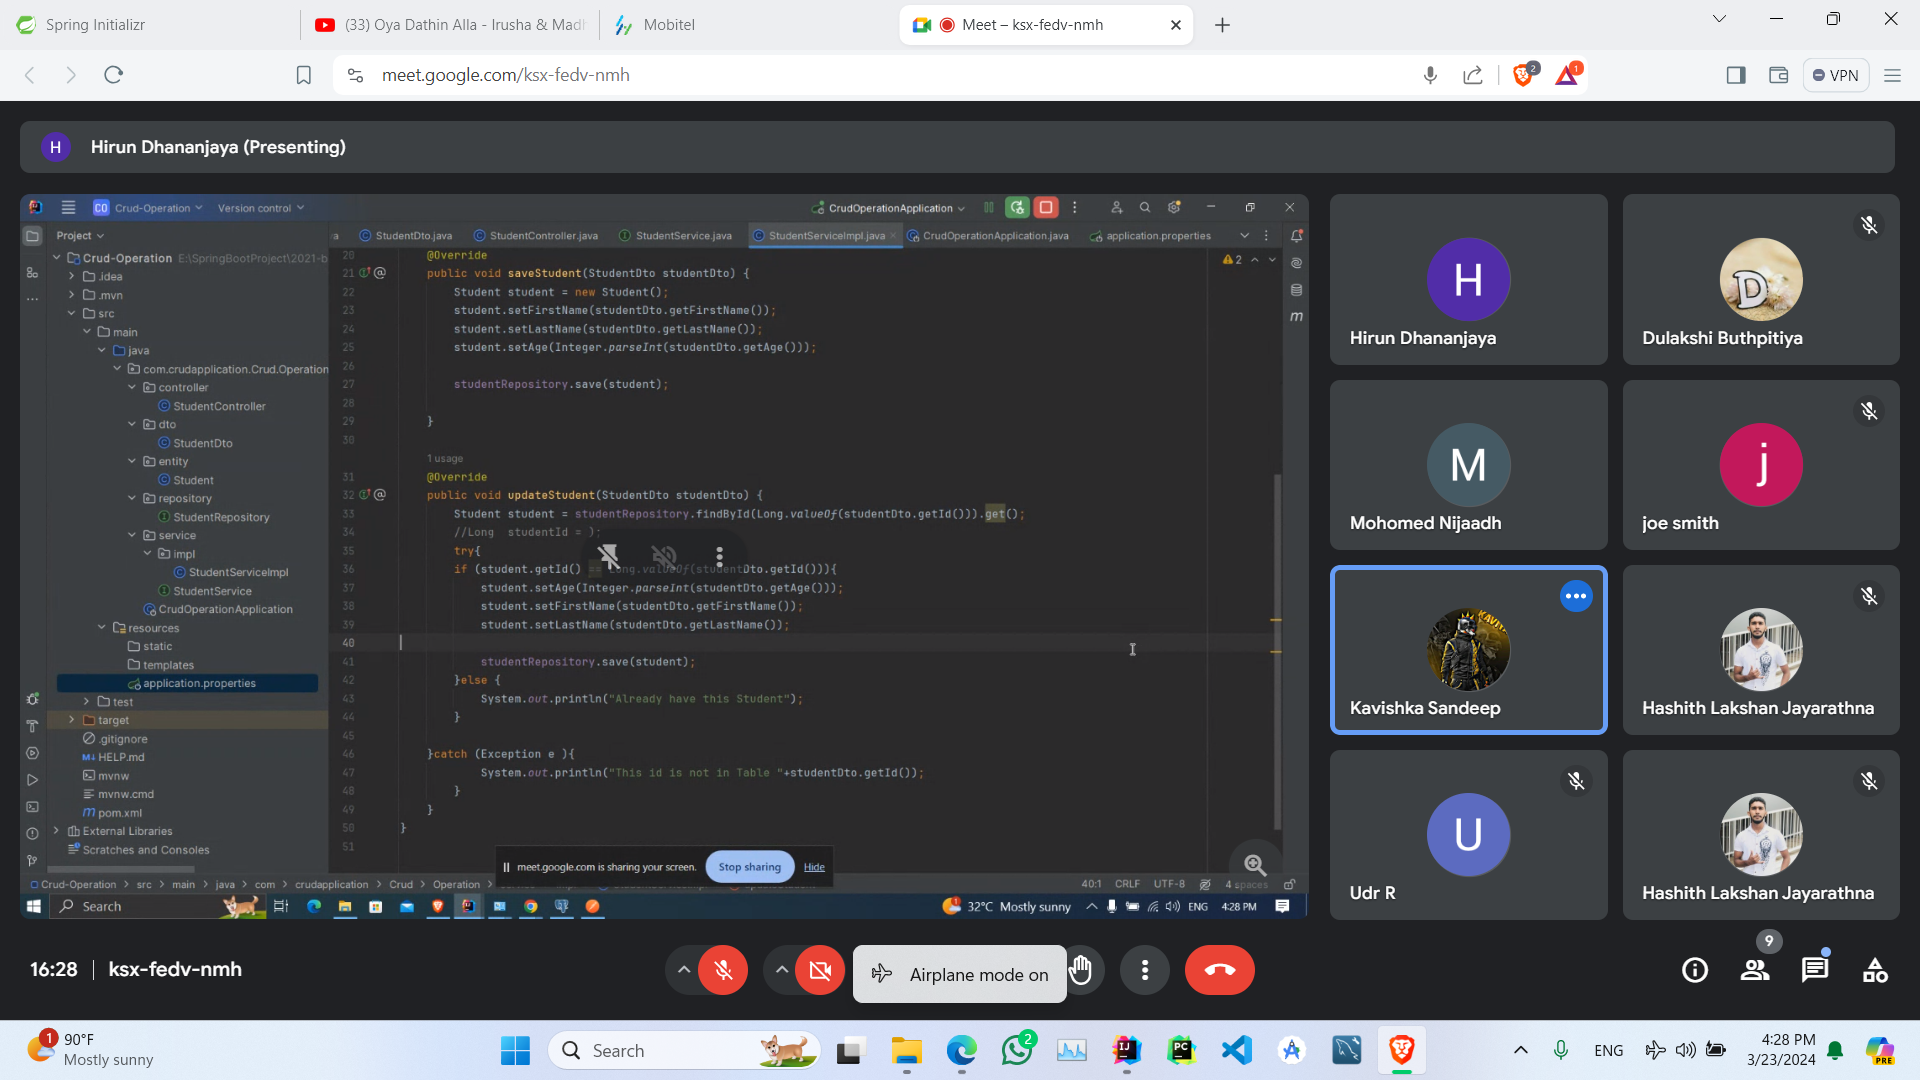 Spring Initializr
(33) Oya Dathin Alla - Irusha & Madh
Mobitel
Meet – ksx-fedv-nmh
meet.google.com/ksx-fedv-nmh
2
1
VPN
H
Hirun Dhananjaya (Presenting)
CO Crud-Operation
Version control
CrudOperationApplication
Project
StudentDto.java
StudentController.java
StudentService.java
StudentServiceImpl.java
CrudOperationApplication.java
application.properties
Crud-Operation E:\SpringBootProject\2021-b
.idea
.mvn
src
main
java
com.crudapplication.Crud.Operation
controller
StudentController
dto
StudentDto
entity
Student
repository
StudentRepository
service
impl
StudentServiceImpl
StudentService
CrudOperationApplication
resources
static
templates
application.properties
test
target
.gitignore
HELP.md
mvnw
mvnw.cmd
pom.xml
External Libraries
Scratches and Consoles
2
20 @Override
21 public void saveStudent(StudentDto studentDto) {
22 Student student = new Student();
23 student.setFirstName(studentDto.getFirstName());
24 student.setLastName(studentDto.getLastName());
25 student.setAge(Integer.parseInt(studentDto.getAge()));
26
27 studentRepository.save(student);
28
29 }
30
1 usage
31 @Override
32 public void updateStudent(StudentDto studentDto) {
33 Student student = studentRepository.findById(Long.valueOf(studentDto.getId())).get();
34 //Long studentId = );
35 try{
36 if (student.getId() == Long.valueOf(studentDto.getId())){
37 student.setAge(Integer.parseInt(studentDto.getAge()));
38 student.setFirstName(studentDto.getFirstName());
39 student.setLastName(studentDto.getLastName());
40
41 studentRepository.save(student);
42 }else {
43 System.out.println("Already have this Student");
44 }
45
46 }catch (Exception e ){
47 System.out.println("This id is not in Table "+studentDto.getId());
48 }
49 }
50 }
51
meet.google.com is sharing your screen.
Stop sharing
Hide
Crud-Operation > src > main > java > com > crudapplication > Crud > Operation
40:1 CRLF UTF-8 4 spaces
Search
32°C Mostly sunny
ENG
4:28 PM
H
Hirun Dhananjaya
D
Dulakshi Buthpitiya
M
Mohomed Nijaadh
j
joe smith
Kavishka Sandeep
Hashith Lakshan Jayarathna
U
Udr R
Hashith Lakshan Jayarathna
16:28 | ksx-fedv-nmh
Airplane mode on
9
1
90°F
Mostly sunny
Search
2
IJ
PC
ENG
4:28 PM
3/23/2024
PRE